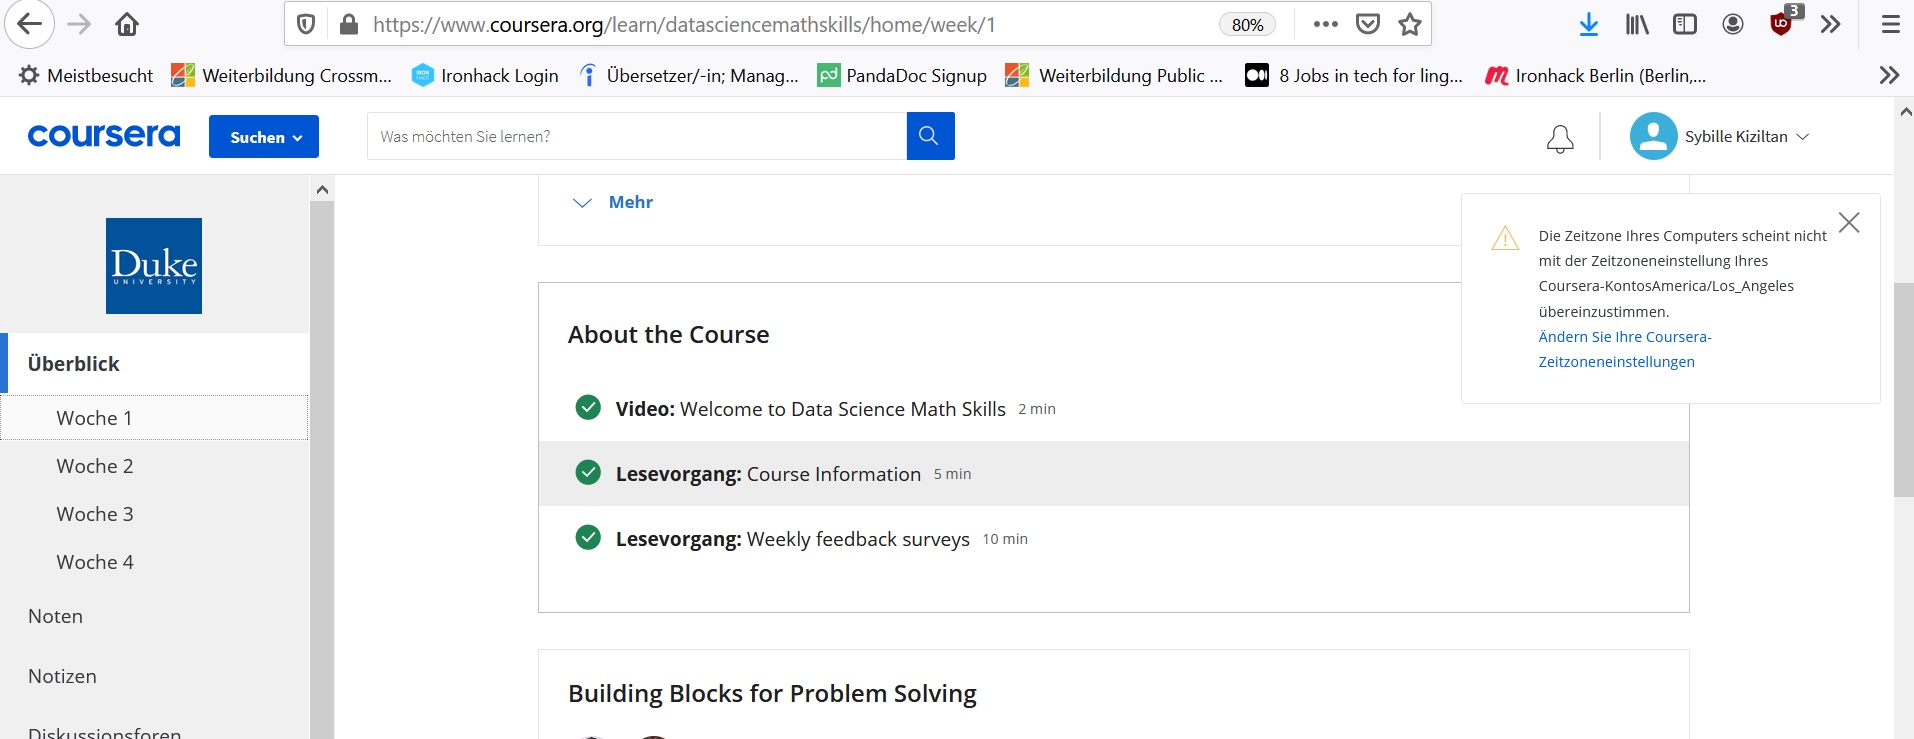 https://www.coursera.org/learn/datasciencemathskills/home/week/1
80%
3
Meistbesucht
Weiterbildung Crossm...
Ironhack Login
Übersetzer/-in; Manag...
PandaDoc Signup
Weiterbildung Public ...
8 Jobs in tech for ling...
Ironhack Berlin (Berlin,...
coursera
Suchen
Was möchten Sie lernen?
Sybille Kiziltan
Duke
UNIVERSITY
Überblick
Woche 1
Woche 2
Woche 3
Woche 4
Noten
Notizen
Diskussionsforen
Mehr
About the Course
Video: Welcome to Data Science Math Skills 2 min
Lesevorgang: Course Information 5 min
Lesevorgang: Weekly feedback surveys 10 min
Building Blocks for Problem Solving
Die Zeitzone Ihres Computers scheint nicht
mit der Zeitzoneneinstellung Ihres
Coursera-KontosAmerica/Los_Angeles
übereinzustimmen.
Ändern Sie Ihre Coursera-
Zeitzoneneinstellungen